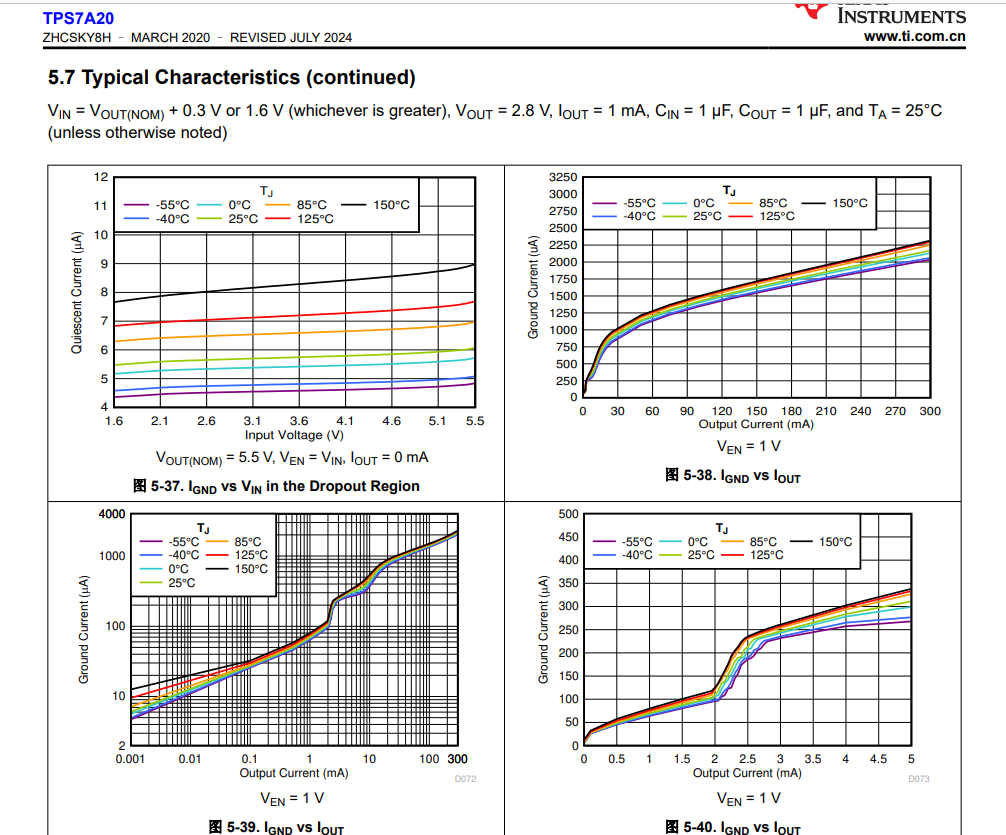 TPS7A20
INSTRUMENTS
ZHCSKY8H – MARCH 2020 – REVISED JULY 2024
www.ti.com.cn
5.7 Typical Characteristics (continued)
VIN = VOUT(NOM) + 0.3 V or 1.6 V (whichever is greater), VOUT = 2.8 V, IOUT = 1 mA, CIN = 1 µF, COUT = 1 µF, and TA = 25°C
(unless otherwise noted)
12
11
10
9
8
7
6
5
4
Quiescent Current (µA)
TJ
-55°C 0°C 85°C 150°C
-40°C 25°C 125°C
1.6 2.1 2.6 3.1 3.6 4.1 4.6 5.1 5.5
Input Voltage (V)
VOUT(NOM) = 5.5 V, VEN = VIN, IOUT = 0 mA
图 5-37. IGND vs VIN in the Dropout Region
3250
3000
2750
2500
2250
2000
1750
1500
1250
1000
750
500
250
0
Ground Current (uA)
TJ
-55°C 0°C 85°C 150°C
-40°C 25°C 125°C
0 30 60 90 120 150 180 210 240 270 300
Output Current (mA)
VEN = 1 V
图 5-38. IGND vs IOUT
4000
1000
100
10
2
Ground Current (µA)
TJ
-55°C 85°C
-40°C 125°C
0°C 150°C
25°C
0.001 0.01 0.1 1 10 100 300
Output Current (mA)
D072
VEN = 1 V
图 5-39. IGND vs IOUT
500
450
400
350
300
250
200
150
100
50
0
Ground Current (µA)
TJ
-55°C 0°C 85°C 150°C
-40°C 25°C 125°C
0 0.5 1 1.5 2 2.5 3 3.5 4 4.5 5
Output Current (mA)
D073
VEN = 1 V
图 5-40. IGND vs IOUT